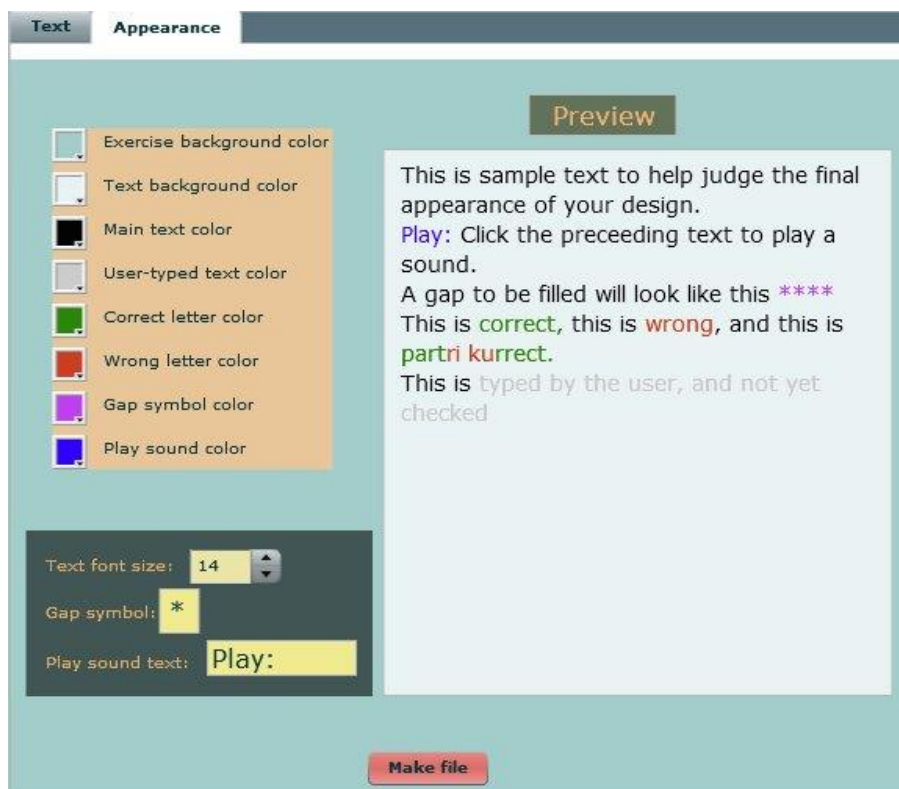 Text
Appearance
Exercise background color
Text background color
Main text color
User-typed text color
Correct letter color
Wrong letter color
Gap symbol color
Play sound color
Text font size: 14
Gap symbol: *
Play sound text: Play:
Preview
This is sample text to help judge the final
appearance of your design.
Play: Click the preceeding text to play a
sound.
A gap to be filled will look like this ****
This is correct, this is wrong, and this is
partri kurrect.
This is typed by the user, and not yet
checked
Make file